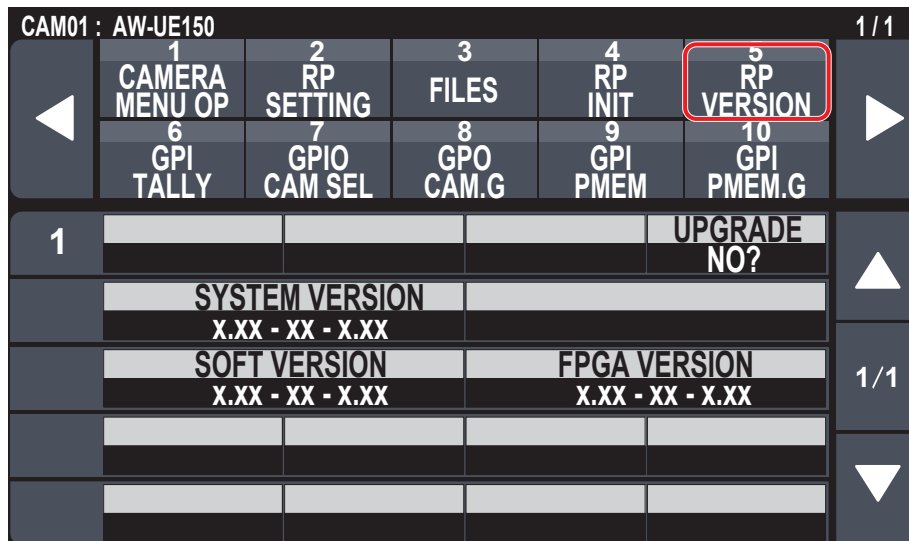 CAM01 : AW-UE150 1/1
1 2 3 4 5
CAMERA MENU OP RP SETTING FILES RP INIT RP VERSION
6 7 8 9 10
GPI TALLY GPIO CAM SEL GPO CAM.G GPI PMEM GPI PMEM.G
1 UPGRADE
NO?
SYSTEM VERSION
X.XX - XX - X.XX
SOFT VERSION FPGA VERSION 1/1
X.XX - XX - X.XX X.XX - XX - X.XX